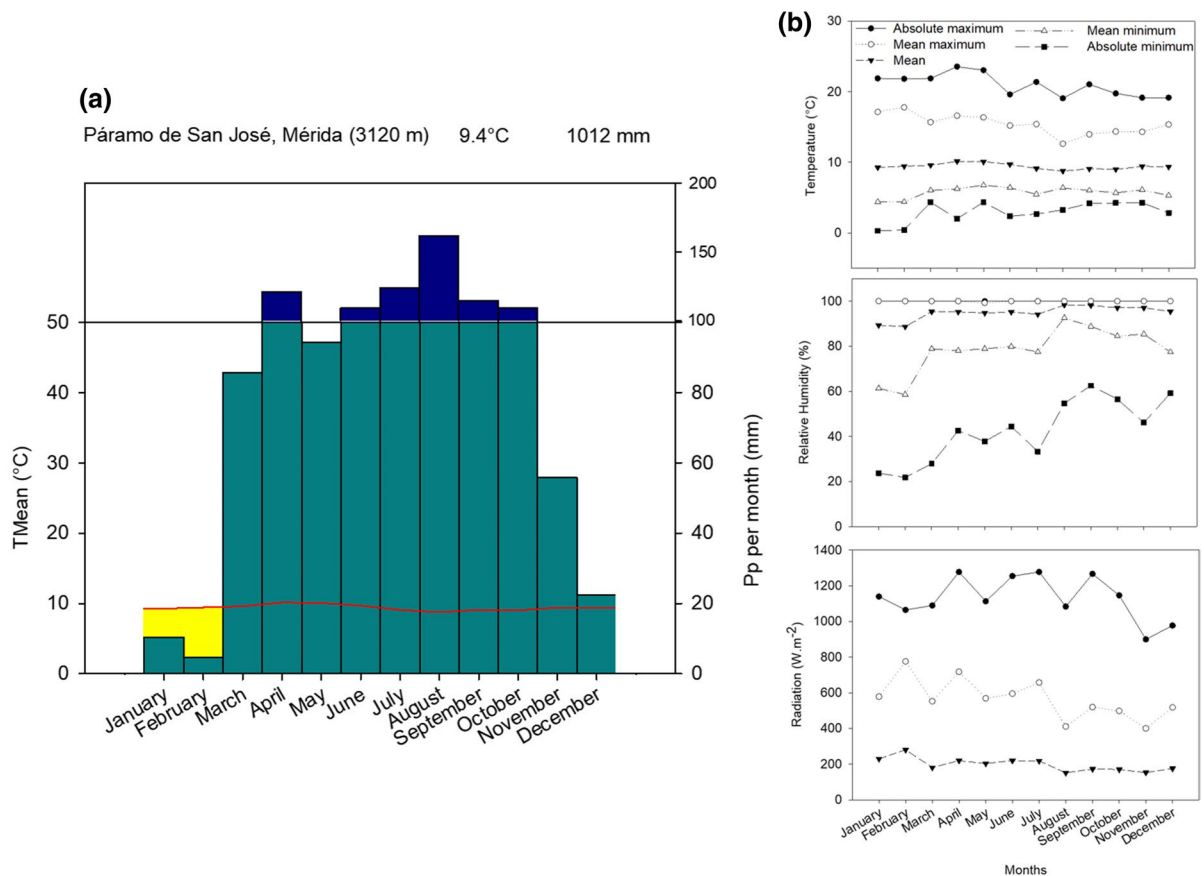 (a)
Páramo de San José, Mérida (3120 m) 9.4°C 1012 mm
TMean (°C)
50
40
30
20
10
0
Pp per month (mm)
200
150
100
80
60
40
20
0
January
February
March
April
May
June
July
August
September
October
November
December
(b)
Absolute maximum
Mean maximum
Mean
Mean minimum
Absolute minimum
Temperature (°C)
30
20
10
0
Relative Humidity (%)
100
80
60
40
20
0
Radiation (W.m-2)
1400
1200
1000
800
600
400
200
0
January
February
March
April
May
June
July
August
September
October
November
December
Months